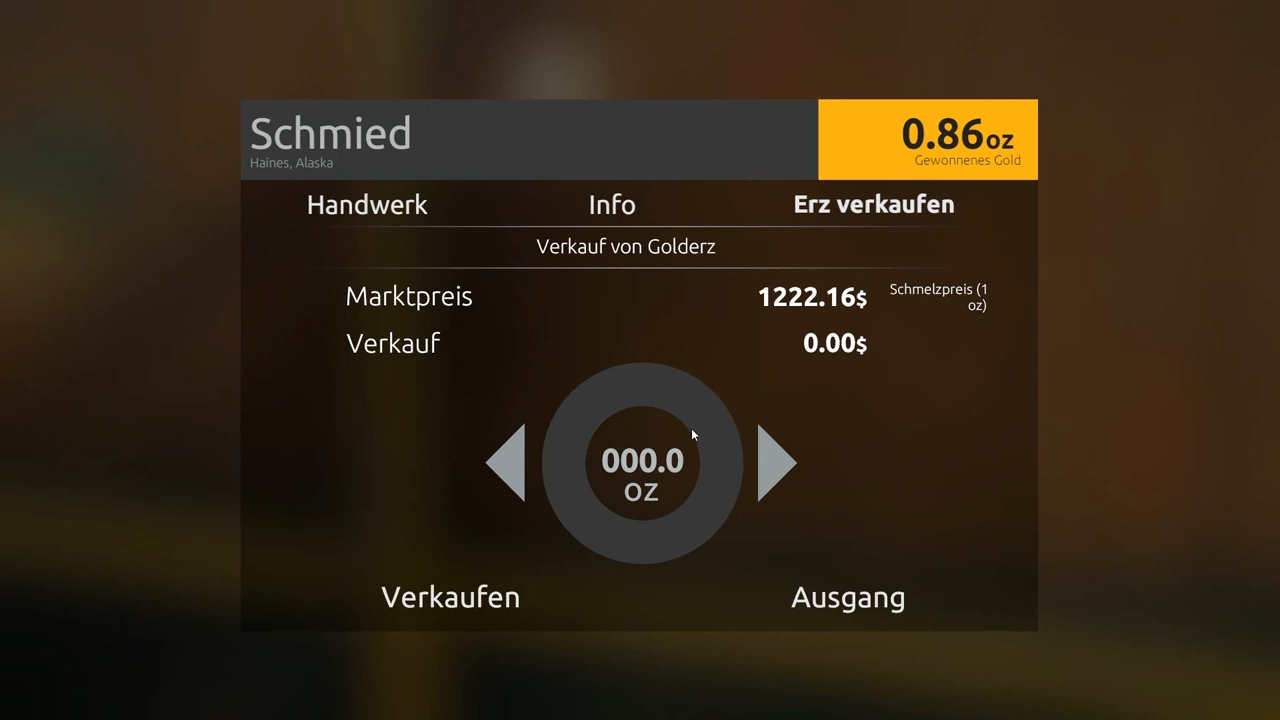 Schmied
Haines, Alaska
0.86oz
Gewonnenes Gold
Handwerk Info Erz verkaufen
Verkauf von Golderz
Marktpreis 1222.16$ Schmelzpreis (1
oz)
Verkauf 0.00$
000.0
oz
Verkaufen Ausgang